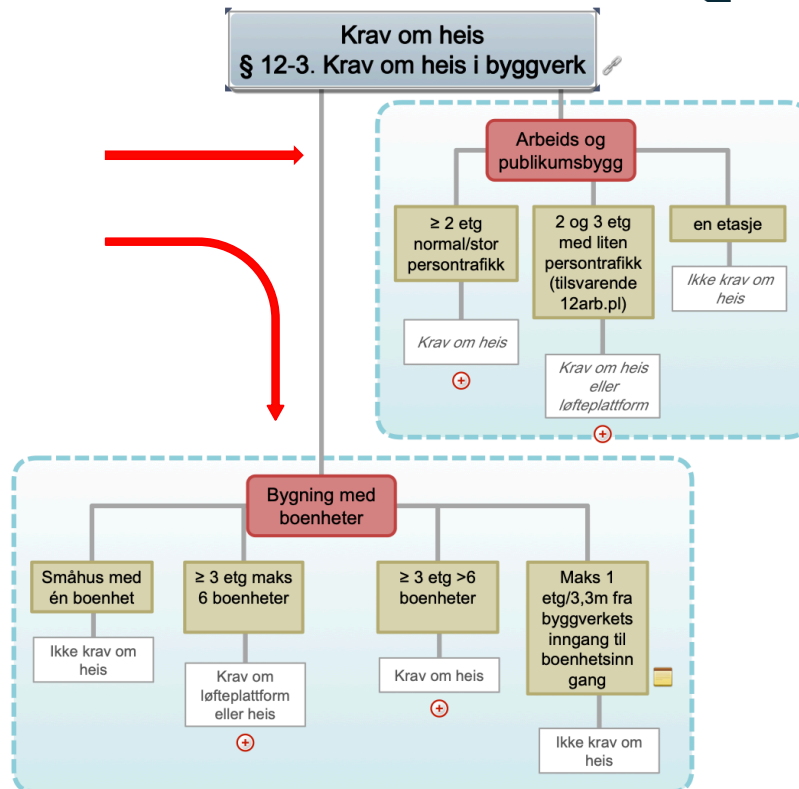 Krav om heis
§ 12-3. Krav om heis i byggverk
Arbeids og
publikumsbygg
≥ 2 etg
normal/stor
persontrafikk
Krav om heis
2 og 3 etg
med liten
persontrafikk
(tilsvarende
12arb.pl)
Krav om heis
eller
løfteplattform
en etasje
Ikke krav om
heis
Bygning med
boenheter
Småhus med
én boenhet
Ikke krav om
heis
≥ 3 etg maks
6 boenheter
Krav om
løfteplattform
eller heis
≥ 3 etg >6
boenheter
Krav om heis
Maks 1
etg/3,3m fra
byggverkets
inngang til
boenhetsinn
gang
Ikke krav om
heis